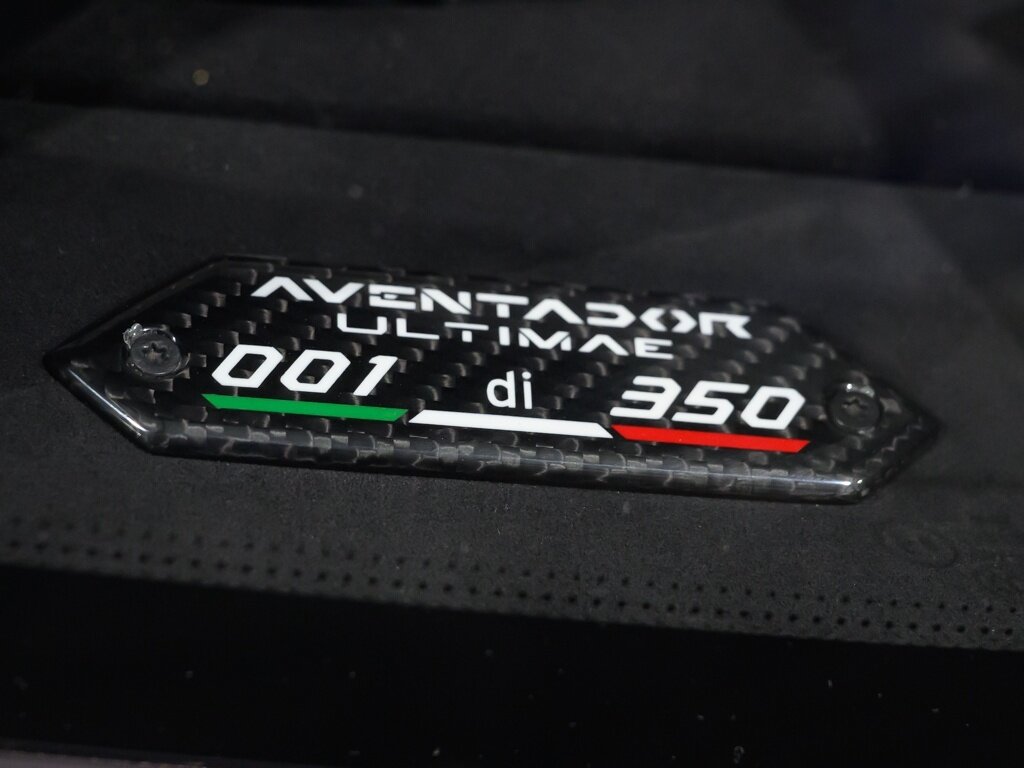 AVENTADOR
ULTIMAE
001 di 350